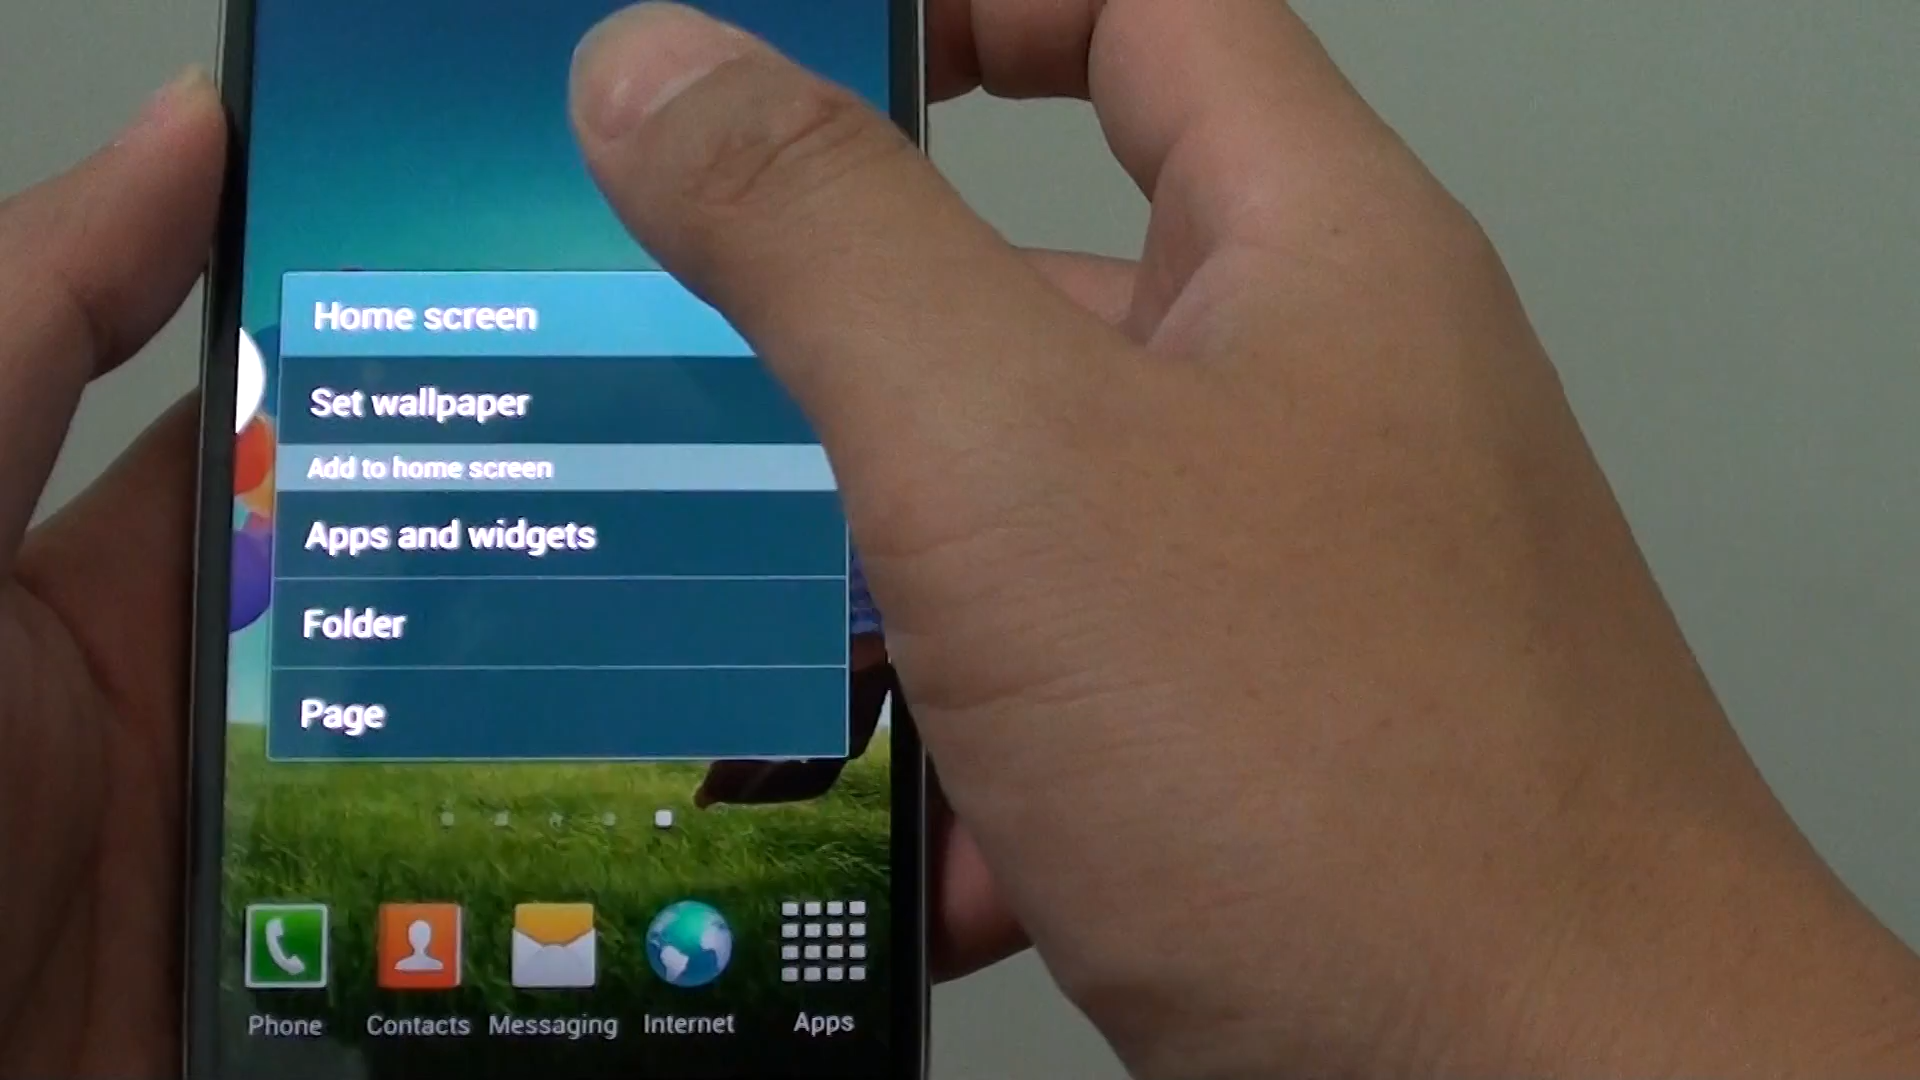 Home screen
Set wallpaper
Add to home screen
Apps and widgets
Folder
Page
Phone
Contacts
Messaging
Internet
Apps